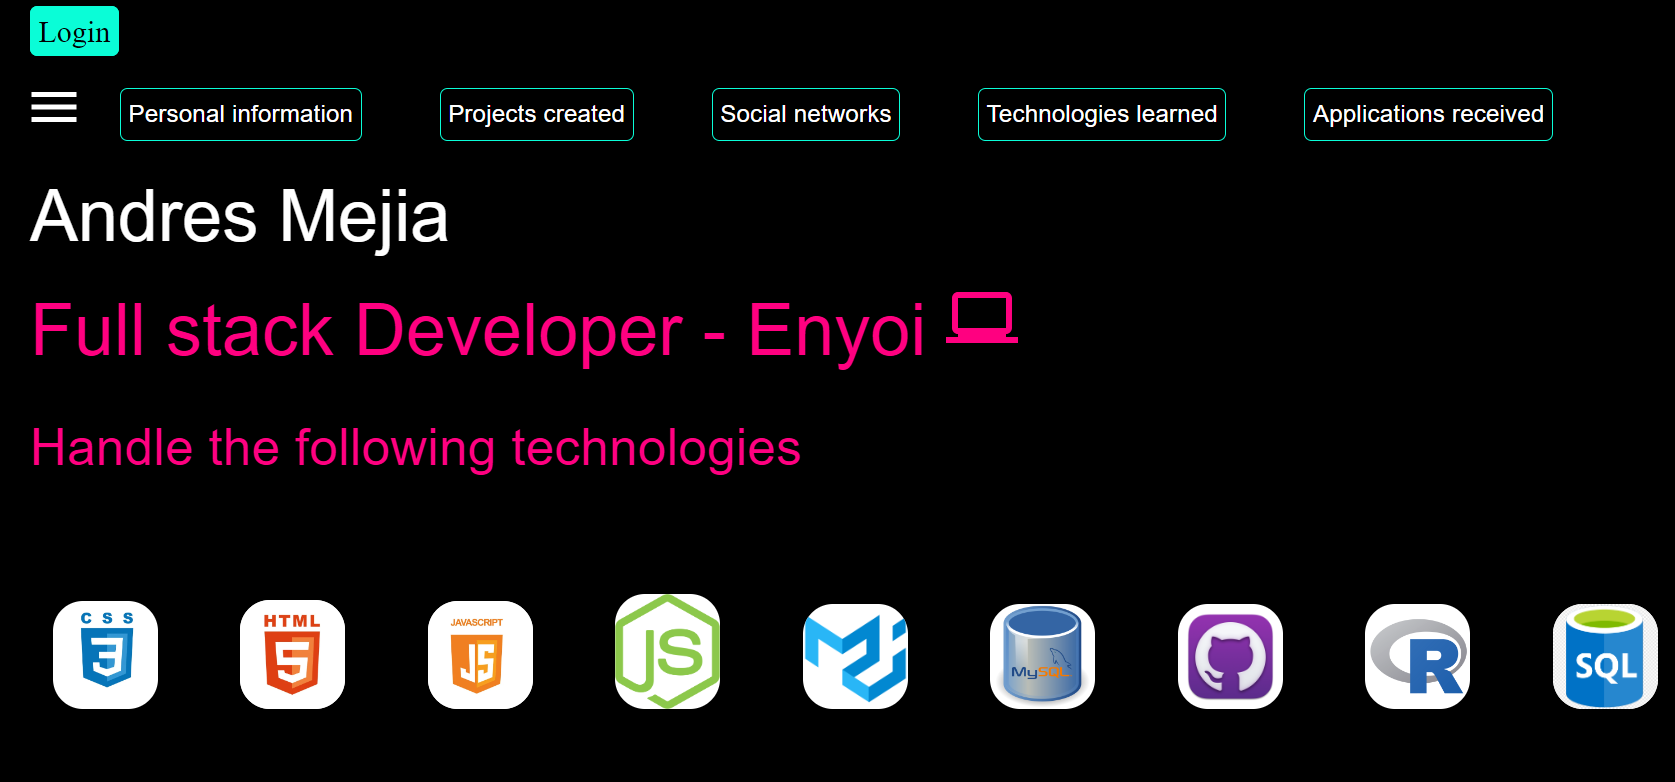 Login
Personal information
Projects created
Social networks
Technologies learned
Applications received
Andres Mejia
Full stack Developer - Enyoi
Handle the following technologies
CSS
3
HTML
5
JAVASCRIPT
JS
JS
MySQL
R
SQL